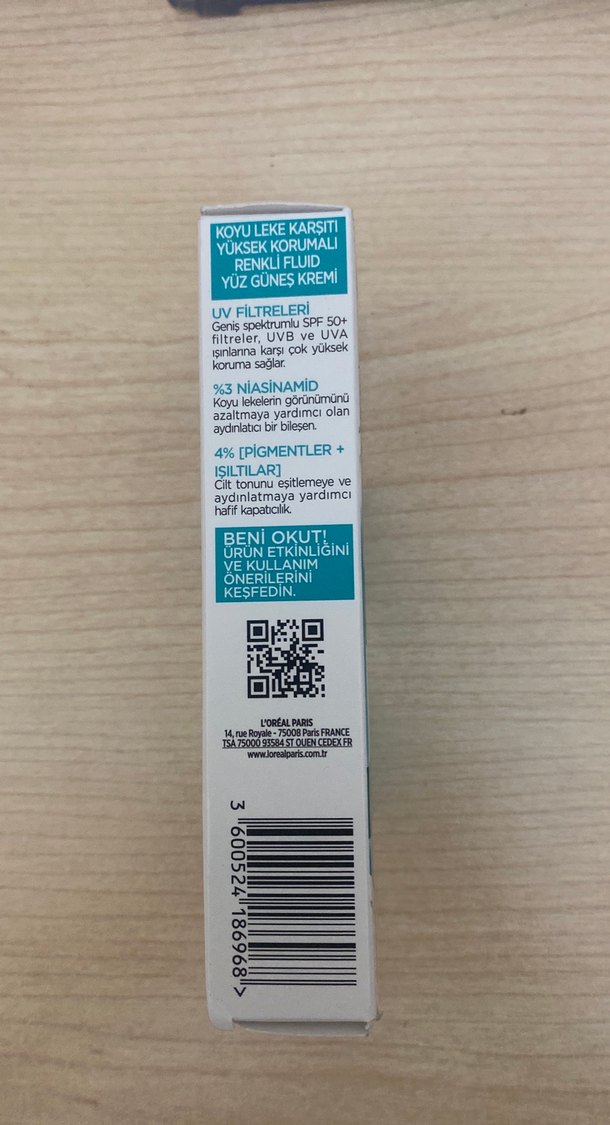 KOYU LEKE KARŞITI
YÜKSEK KORUMALI
RENKLİ FLUID
YÜZ GÜNEŞ KREMİ
UV FİLTRELERİ
Geniş spektrumlu SPF 50+
filtreler, UVB ve UVA
ışınlarına karşı çok yüksek
koruma sağlar.
%3 NİASİNAMİD
Koyu lekelerin görünümünü
azaltmaya yardımcı olan
aydınlatıcı bir bileşen.
4% [PİGMENTLER +
IŞILTILAR]
Cilt tonunu eşitlemeye ve
aydınlatmaya yardımcı
hafif kapatıcılık.
BENİ OKUT!
ÜRÜN ETKİNLİĞİNİ
VE KULLANIM
ÖNERİLERİNİ
KEŞFEDİN.
L'ORÉAL PARIS
14, rue Royale - 75008 Paris FRANCE
TSA 75000 93584 ST OUEN CEDEX FR
www.lorealparis.com.tr
3 600524 186968 >